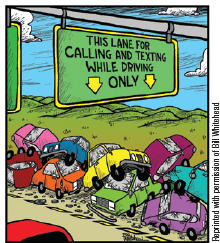 THIS LANE FOR
CALLING AND TEXTING
WHILE DRIVING
ONLY
Reprinted with permission of Bill Whitehead